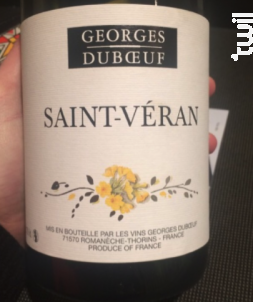 GEORGES
DUBŒUF
SAINT-VÉRAN
MIS EN BOUTEILLE PAR LES VINS GEORGES DUBŒUF
71570 ROMANÈCHE-THORINS - FRANCE
PRODUCE OF FRANCE